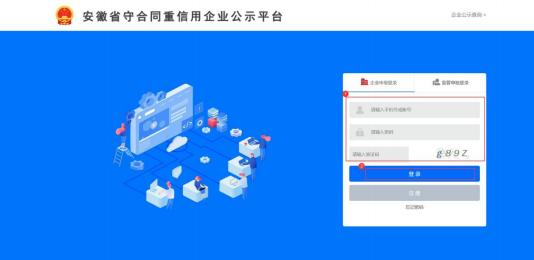 安徽省守合同重信用企业公示平台
企业公示查询 >
企业申报登录
监管审批登录
请输入手机号或账号
请输入密码
请输入验证码
g89Z
登录
注册
忘记密码